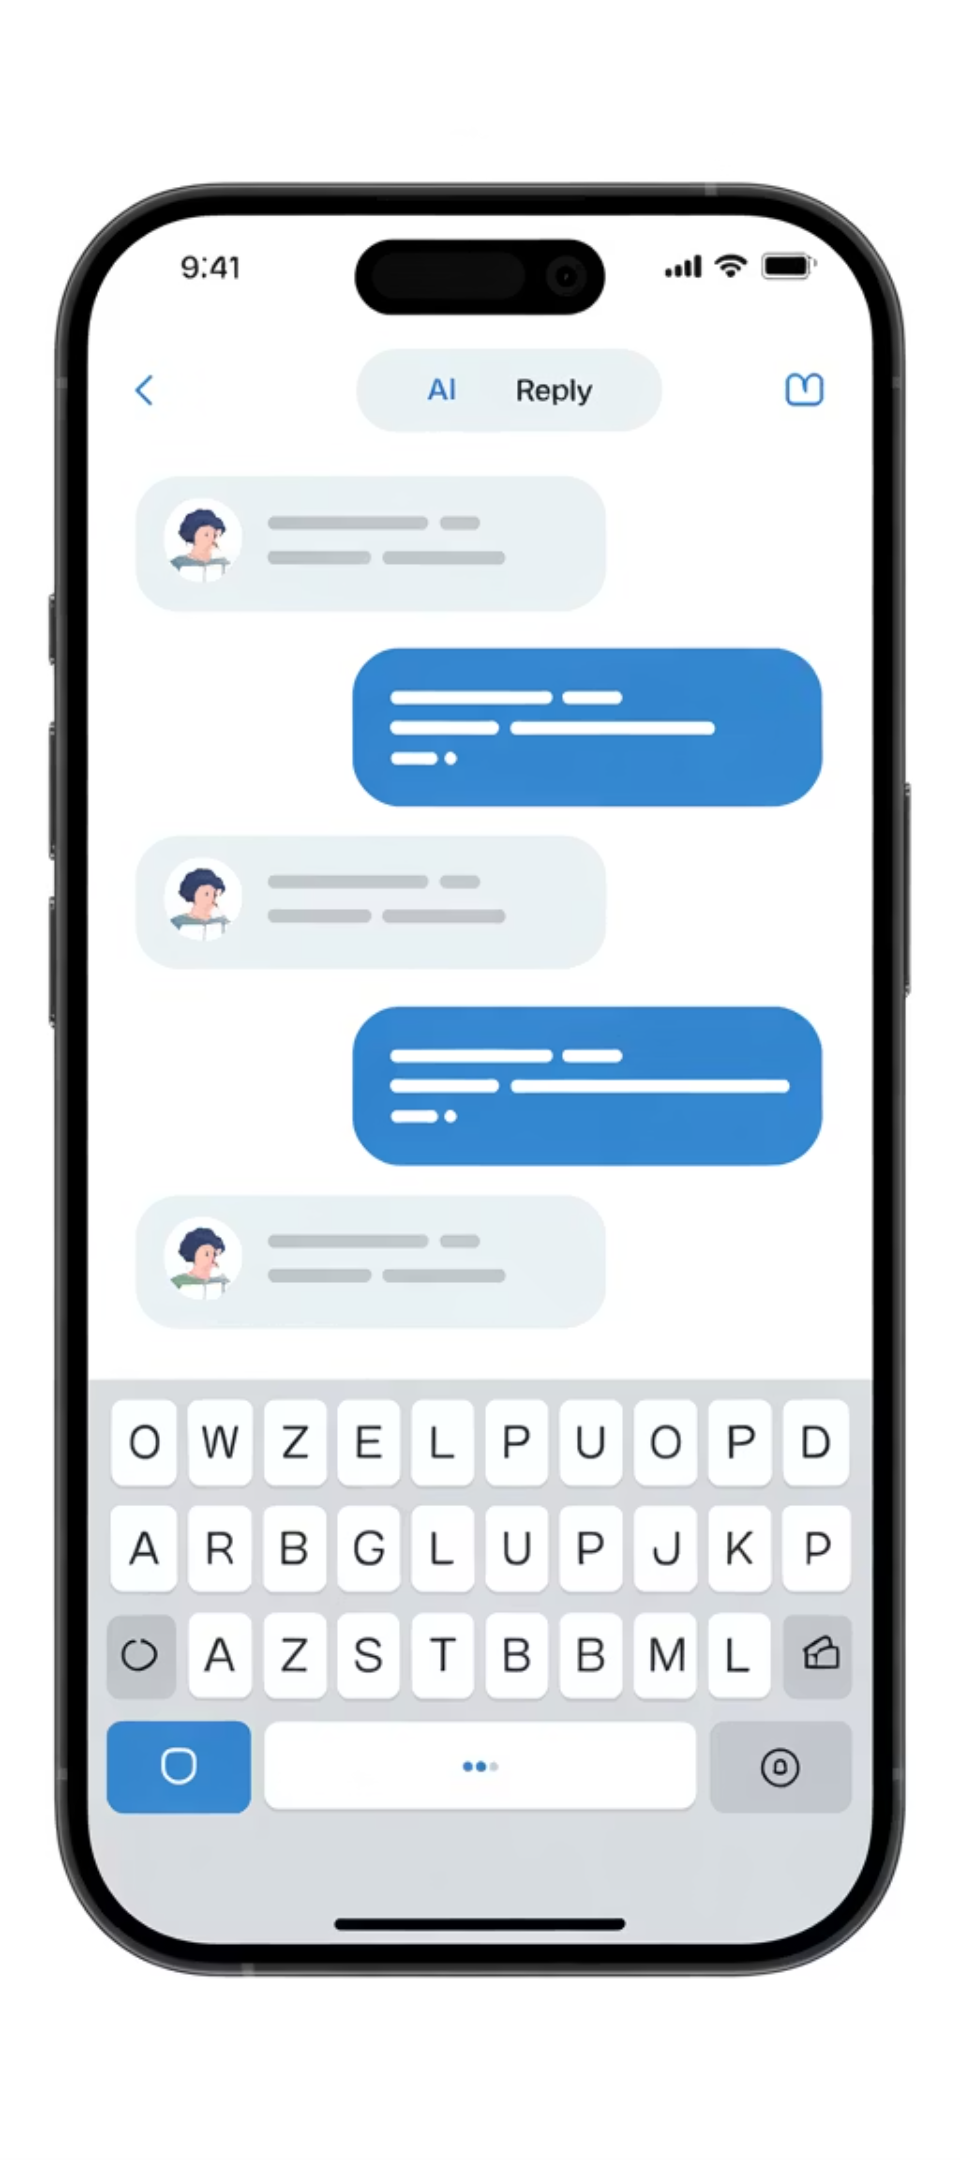 9:41
AI Reply
O W Z E L P U O P D
A R B G L U P J K P
A Z S T B B M L